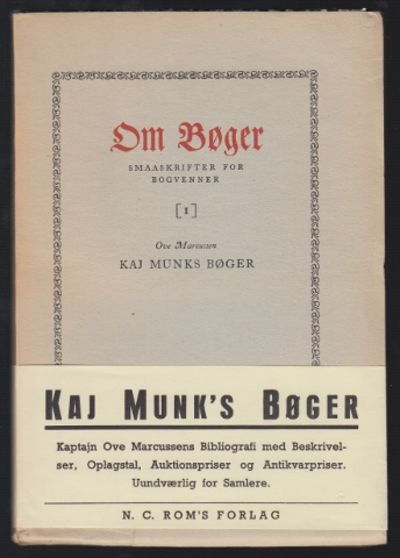 Om Bøger
SMAASKRIFTER FOR
BOGVENNER
[1]
Ove Marcussen
KAJ MUNKS BØGER
KAJ MUNK'S BØGER
Kaptajn Ove Marcussens Bibliografi med Beskrivel-
ser, Oplagstal, Auktionspriser og Antikvarpriser.
Uundværlig for Samlere.
N. C. ROM'S FORLAG